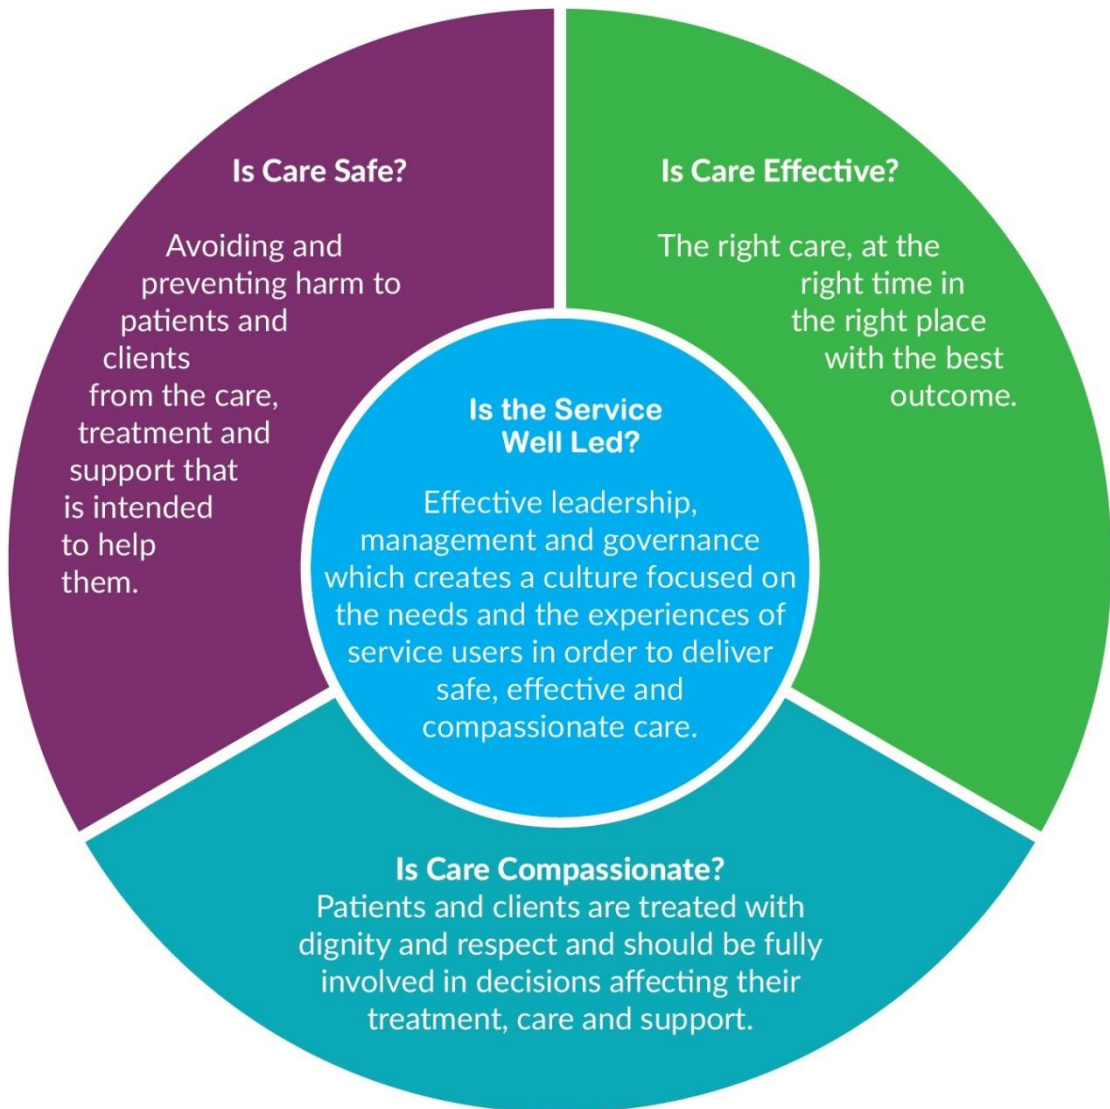 Is Care Safe?
Avoiding and
preventing harm to
patients and
clients
from the care,
treatment and
support that
is intended
to help
them.
Is Care Effective?
The right care, at the
right time in
the right place
with the best
outcome.
Is the Service
Well Led?
Effective leadership,
management and governance
which creates a culture focused on
the needs and the experiences of
service users in order to deliver
safe, effective and
compassionate care.
Is Care Compassionate?
Patients and clients are treated with
dignity and respect and should be fully
involved in decisions affecting their
treatment, care and support.